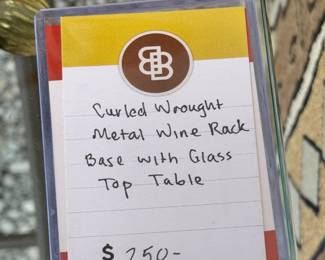 Curled Wrought
Metal Wine Rack
Base with Glass
Top Table
$ 250-